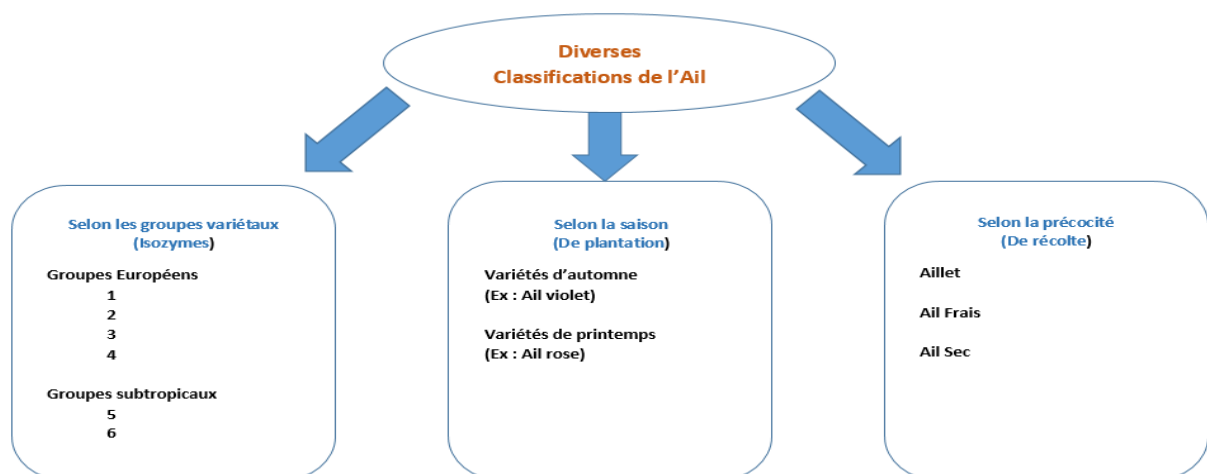 Diverses
Classifications de l’Ail
Selon les groupes variétaux
(Isozymes)
Groupes Européens
1
2
3
4
Groupes subtropicaux
5
6
Selon la saison
(De plantation)
Variétés d’automne
(Ex : Ail violet)
Variétés de printemps
(Ex : Ail rose)
Selon la précocité
(De récolte)
Aillet
Ail Frais
Ail Sec